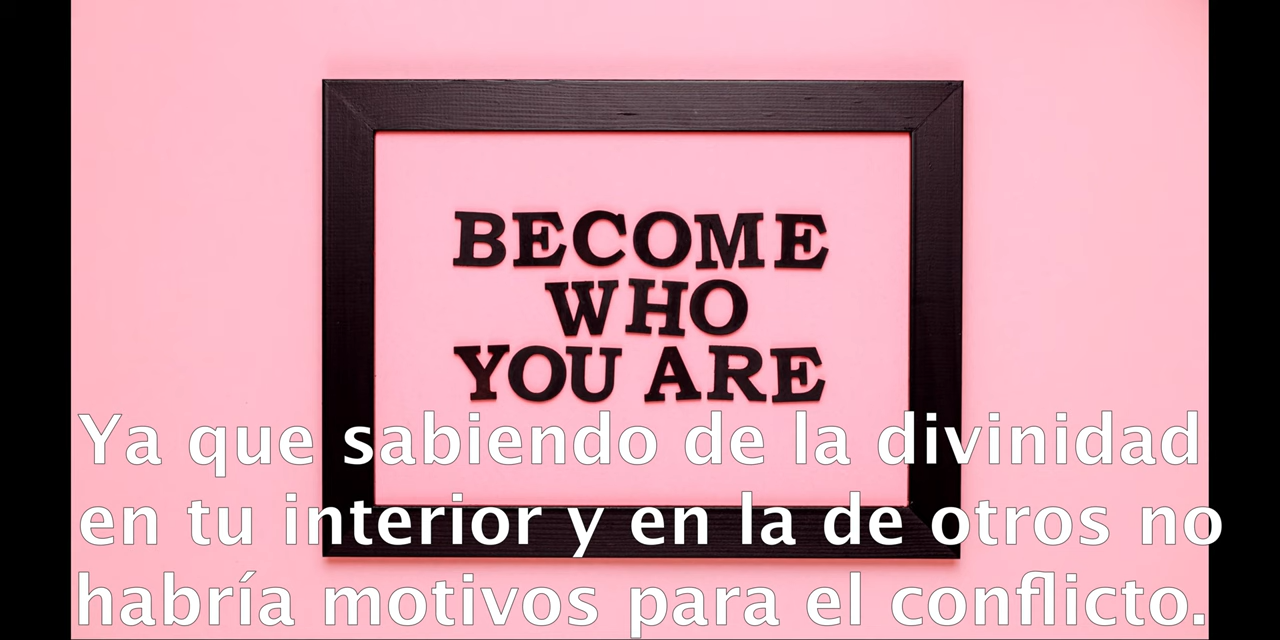 BECOME
WHO
YOU ARE
Ya que sabiendo de la divinidad
en tu interior y en la de otros no
habría motivos para el conflicto.